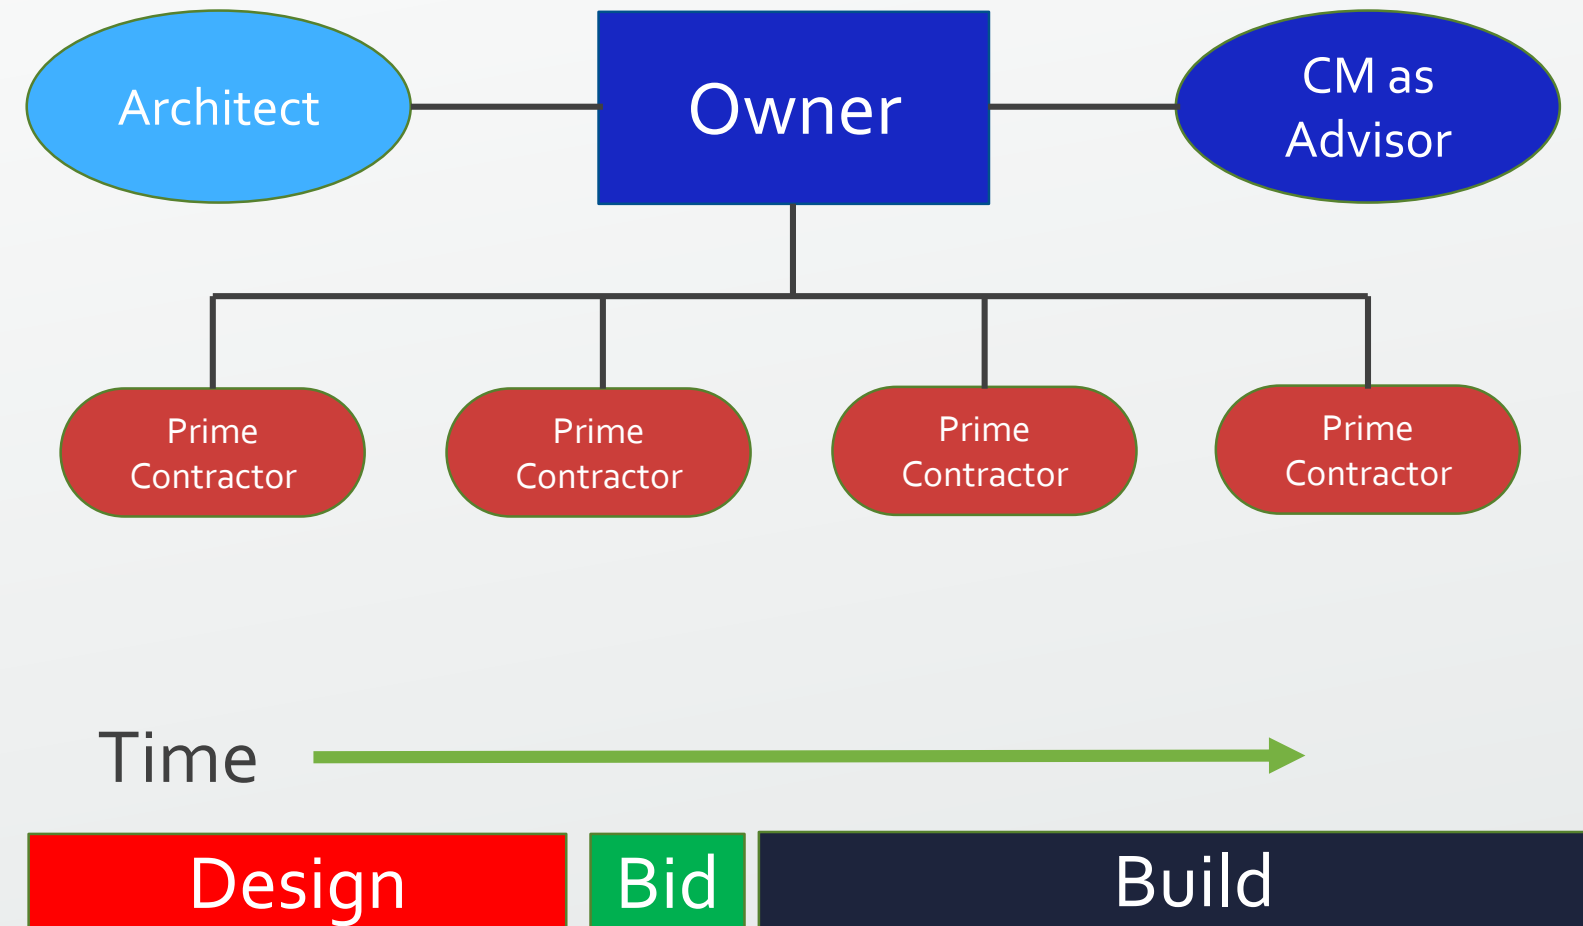 Architect
Owner
CM as
Advisor
Prime
Contractor
Prime
Contractor
Prime
Contractor
Prime
Contractor
Time
Design
Bid
Build